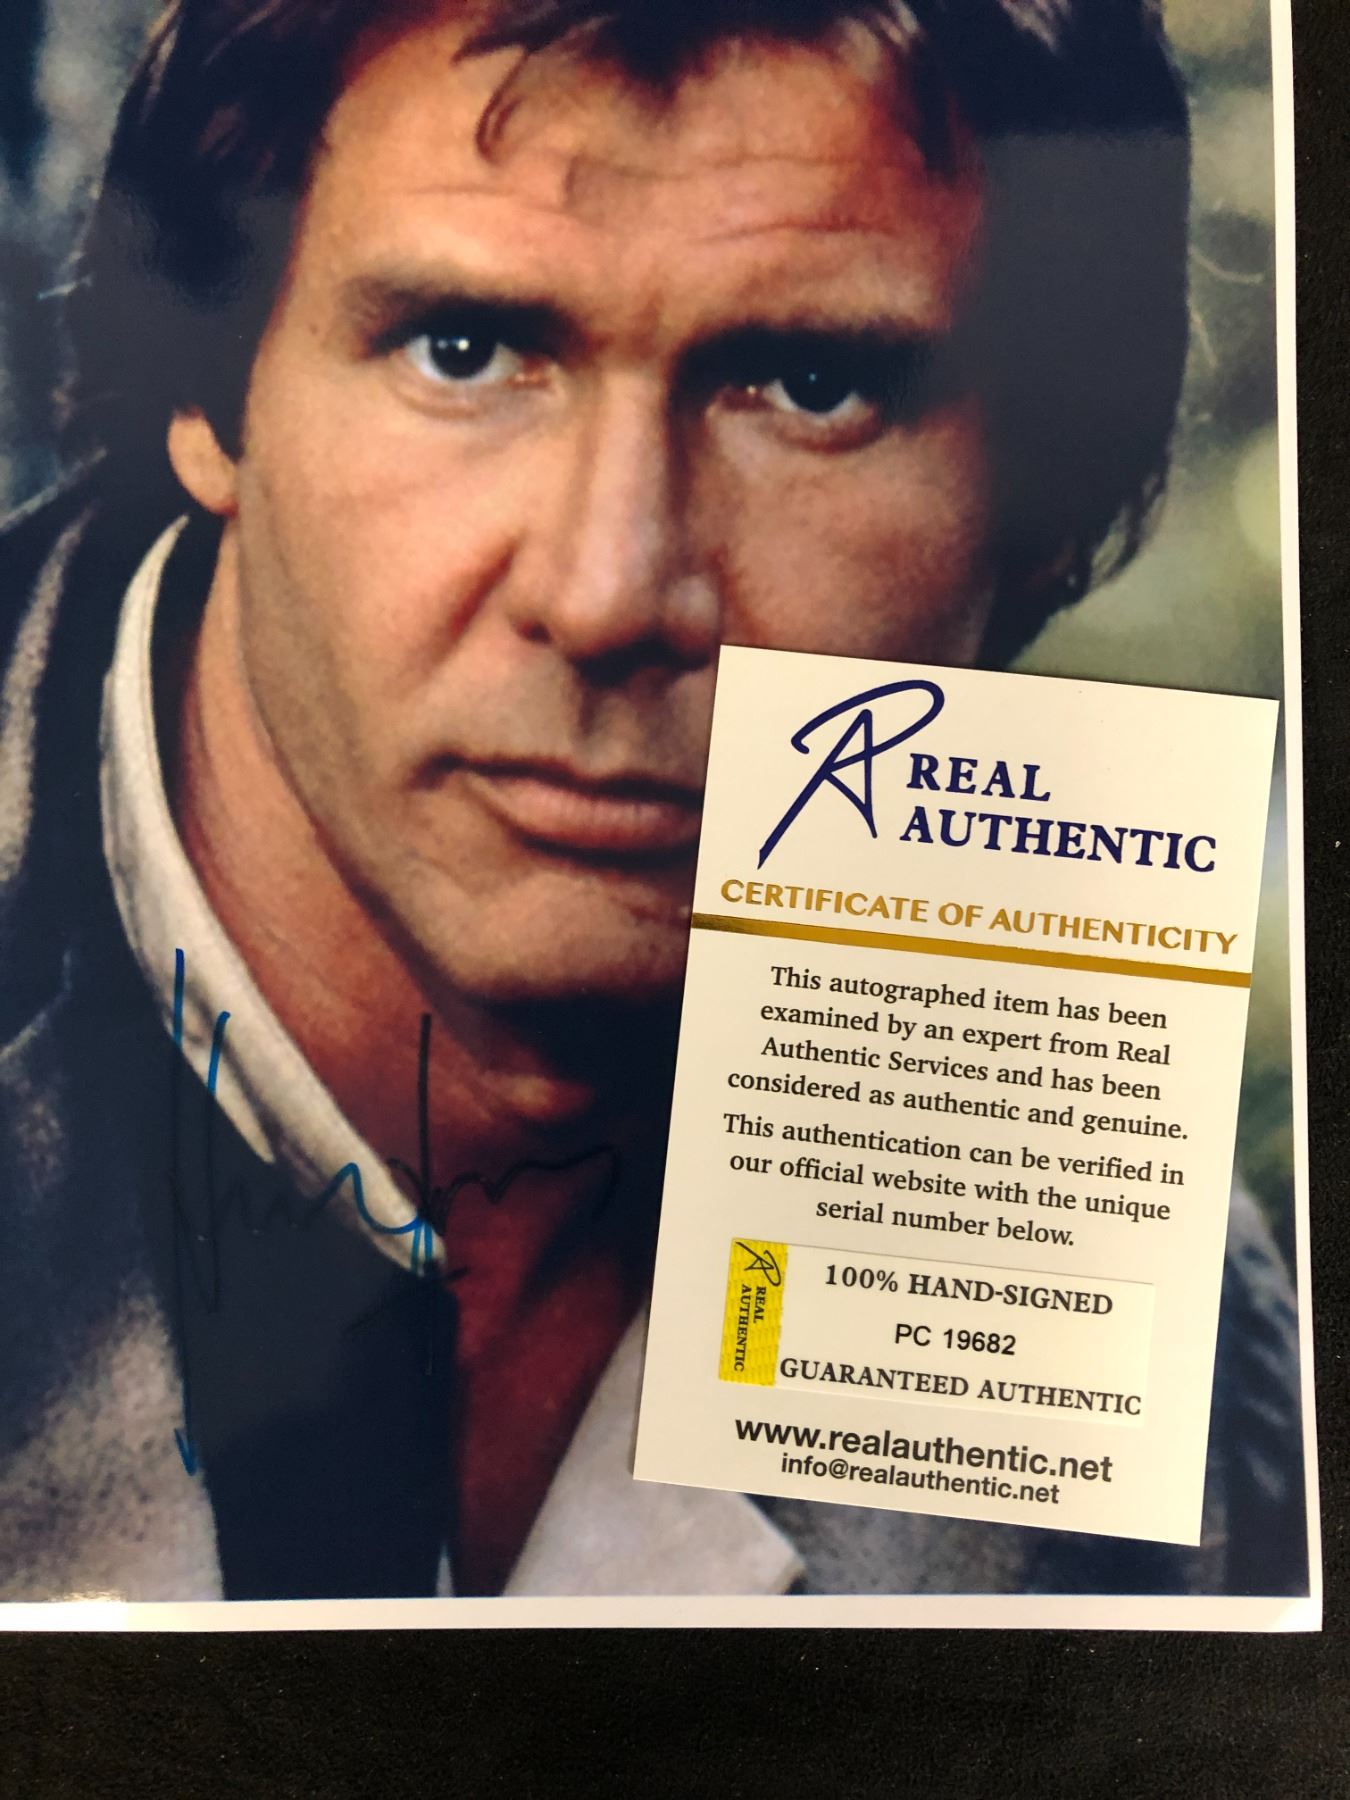 REAL
AUTHENTIC
CERTIFICATE OF AUTHENTICITY
This autographed item has been
examined by an expert from Real
Authentic Services and has been
considered as authentic and genuine.
This authentication can be verified in
our official website with the unique
serial number below.
REAL
AUTHENTIC
100% HAND-SIGNED
PC 19682
GUARANTEED AUTHENTIC
www.realauthentic.net
info@realauthentic.net